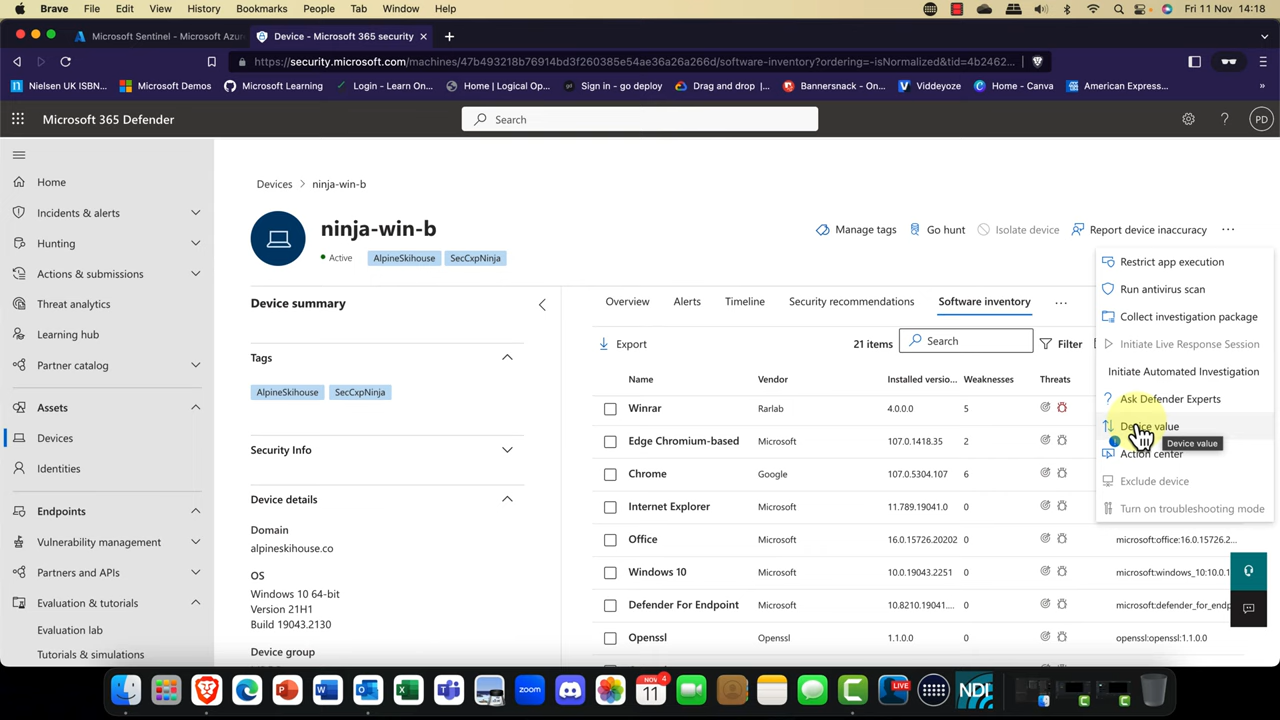 Brave File Edit View History Bookmarks People Tab Window Help Fri 11 Nov 14:18
Microsoft Sentinel - Microsoft Azur
Device - Microsoft 365 security
https://security.microsoft.com/machines/47b493218b76914bd3f260385e54ae36a26a266d/software-inventory?ordering=-isNormalized&tid=4b2462...
Nielsen UK ISBN... Microsoft Demos Microsoft Learning Login - Learn On... Home | Logical Op... Sign in - go deploy Drag and drop |... Bannersnack - On... Viddeyoze Home - Canva American Express...
Microsoft 365 Defender
Search
PD
Home
Incidents & alerts
Hunting
Actions & submissions
Threat analytics
Learning hub
Partner catalog
Assets
Devices
Identities
Endpoints
Vulnerability management
Partners and APIs
Evaluation & tutorials
Evaluation lab
Tutorials & simulations
Devices > ninja-win-b
ninja-win-b
Active AlpineSkihouse SecCxpNinja
Manage tags Go hunt Isolate device Report device inaccuracy ...
Device summary
Tags
AlpineSkihouse SecCxpNinja
Security Info
Device details
Domain
alpineskihouse.co
OS
Windows 10 64-bit
Version 21H1
Build 19043.2130
Device group
Overview Alerts Timeline Security recommendations Software inventory ...
Export 21 items Search Filter
Name Vendor Installed versio... Weaknesses Threats
Winrar Rarlab 4.0.0.0 5
Edge Chromium-based Microsoft 107.0.1418.35 2
Chrome Google 107.0.5304.107 6
Internet Explorer Microsoft 11.789.19041.0 0
Office Microsoft 16.0.15726.20202 0 microsoft:office:16.0.15726.2...
Windows 10 Microsoft 10.0.19043.2251 0 microsoft:windows_10:10.0.1
Defender For Endpoint Microsoft 10.8210.19041.... 0 microsoft:defender_for_endp
Openssl Openssl 1.1.0.0 0 openssl:openssl:1.1.0.0
Restrict app execution
Run antivirus scan
Collect investigation package
Initiate Live Response Session
Initiate Automated Investigation
Ask Defender Experts
Device value
Device value
Action center
Exclude device
Turn on troubleshooting mode
NOV 4
11
zoom
LIVE
NDI